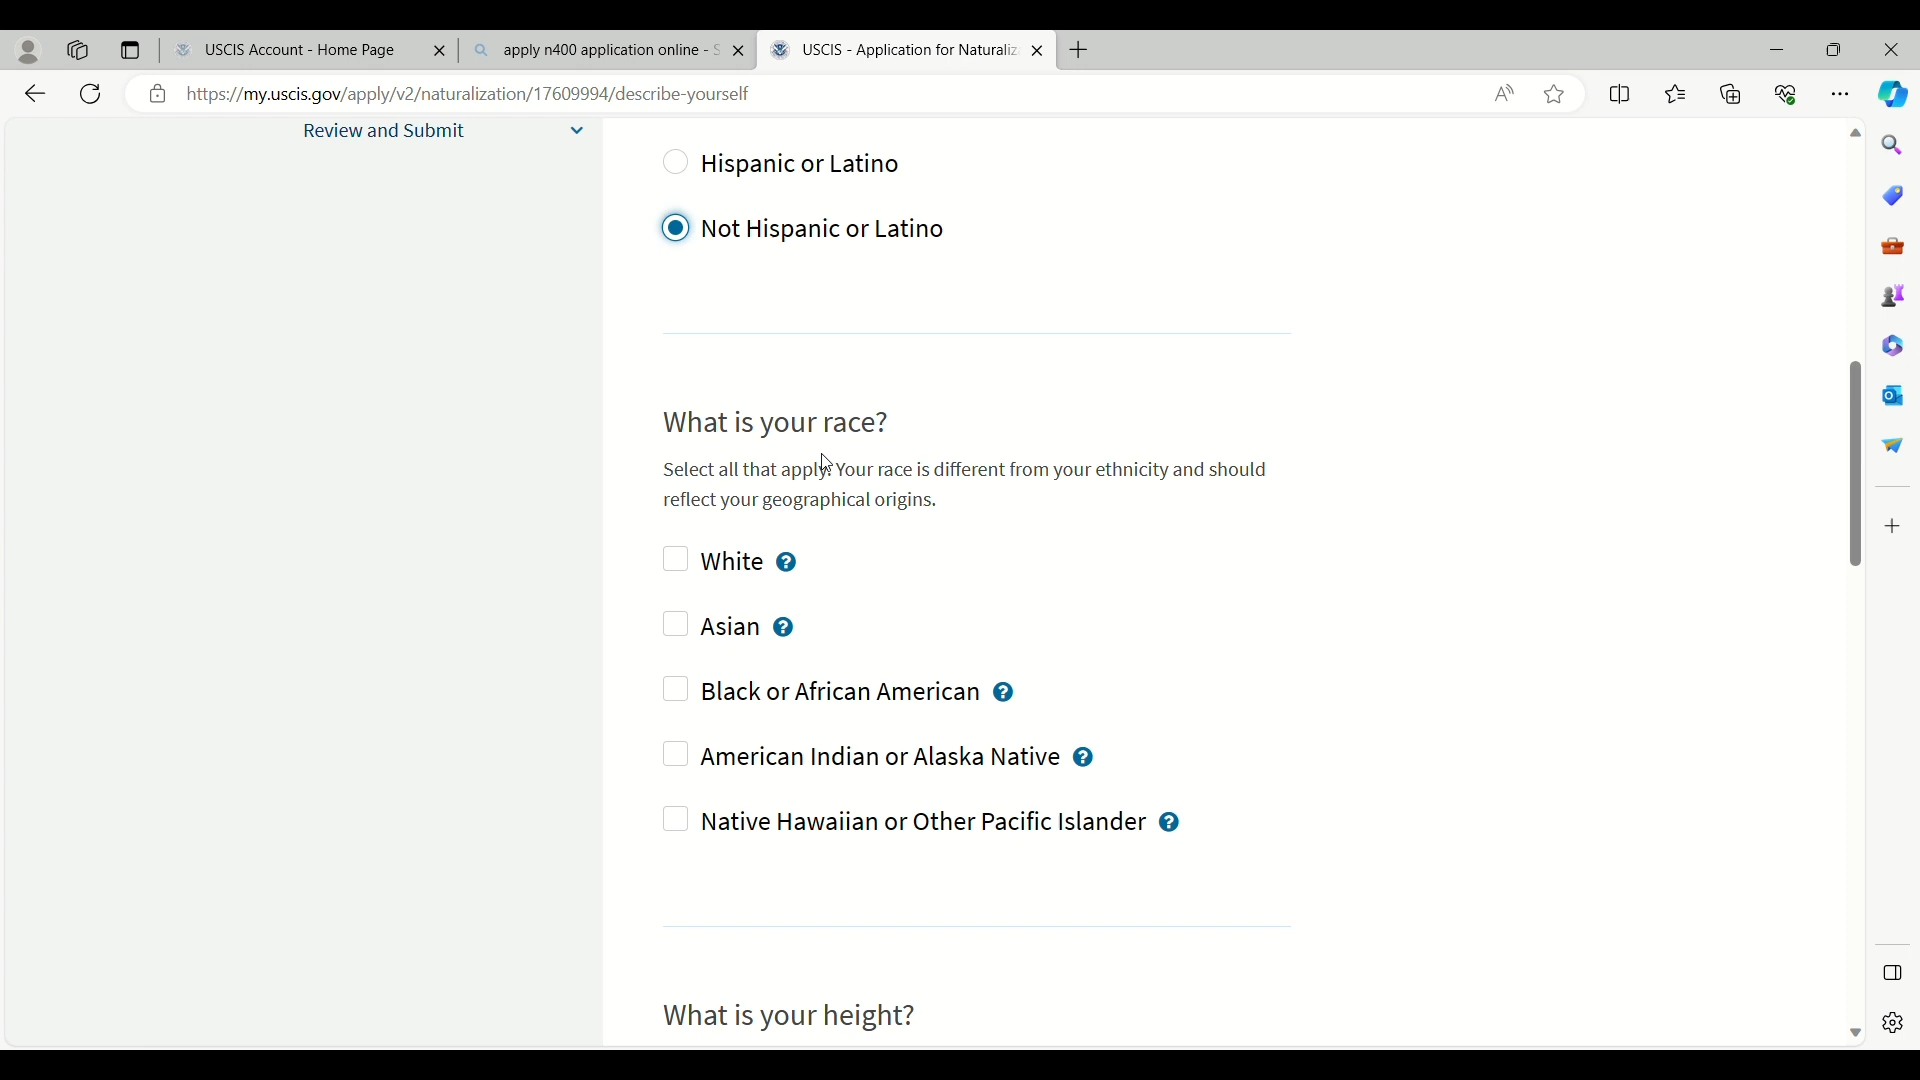 USCIS Account - Home Page
apply n400 application online - S
USCIS - Application for Naturaliz
https://my.uscis.gov/apply/v2/naturalization/17609994/describe-yourself
Review and Submit
Hispanic or Latino
Not Hispanic or Latino
What is your race?
Select all that apply. Your race is different from your ethnicity and should
reflect your geographical origins.
White ?
Asian ?
Black or African American ?
American Indian or Alaska Native ?
Native Hawaiian or Other Pacific Islander ?
What is your height?